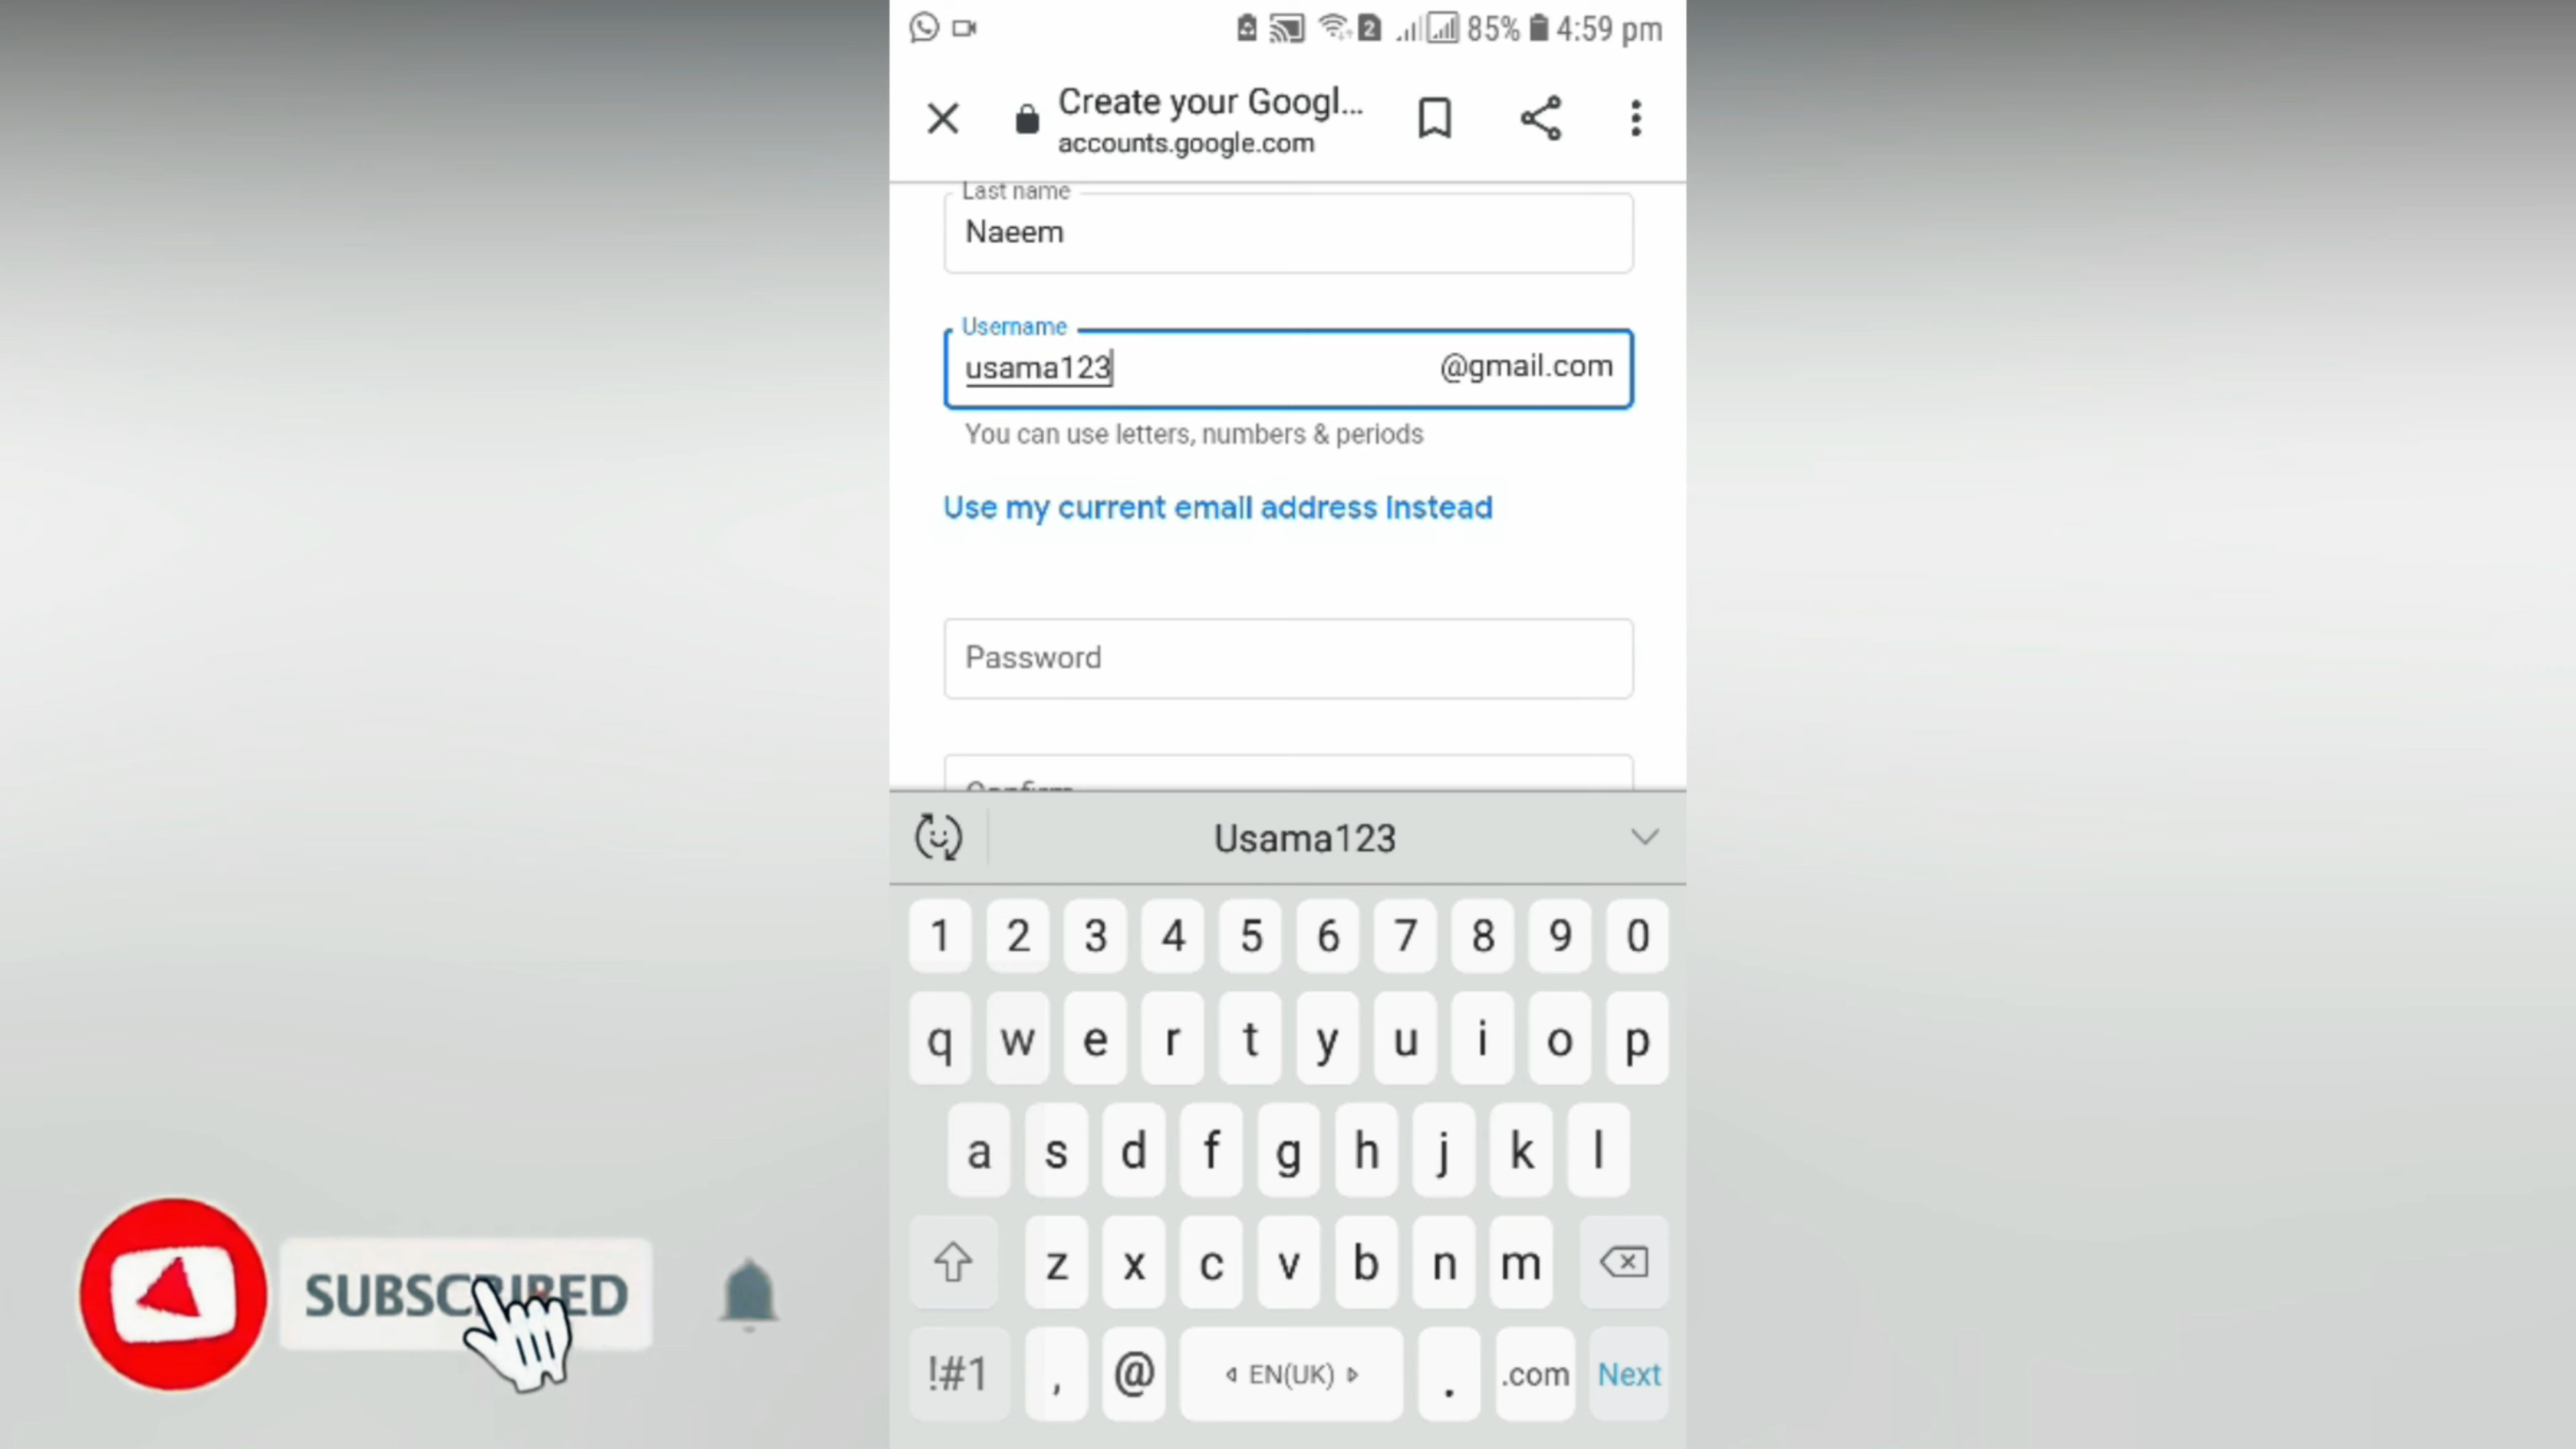 2 85% 4:59 pm
Create your Googl...
accounts.google.com
Last name
Naeem
Username
usama123 @gmail.com
You can use letters, numbers & periods
Use my current email address instead
Password
Confirm
Usama123
1 2 3 4 5 6 7 8 9 0
q w e r t y u i o p
a s d f g h j k l
z x c v b n m
!#1 , @ EN(UK) . .com Next
SUBSCRIBED